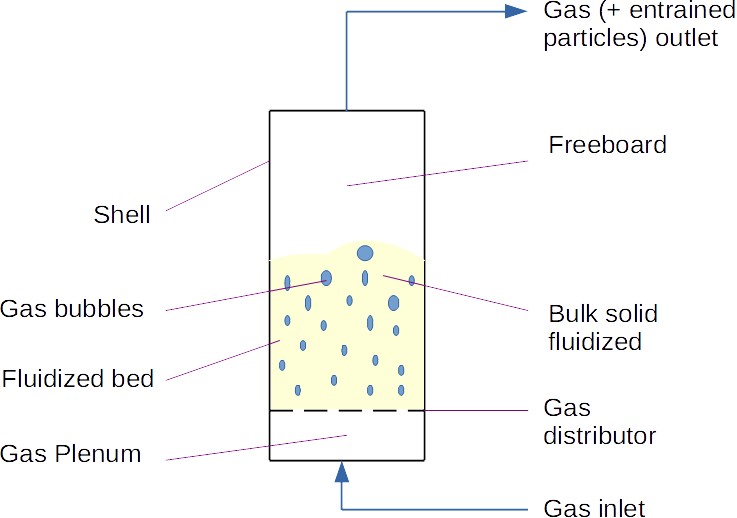 Gas (+ entrained
particles) outlet
Freeboard
Shell
Gas bubbles
Bulk solid
fluidized
Fluidized bed
Gas
distributor
Gas Plenum
Gas inlet